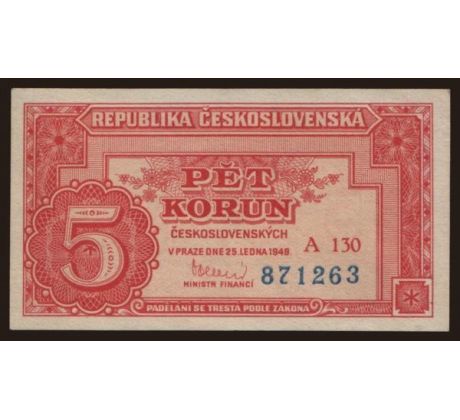 REPUBLIKA ČESKOSLOVENSKÁ
PĚT
KORUN
ČESKOSLOVENSKÝCH
V PRAZE DNE 25. LEDNA 1949
A 130
5
871263
MINISTR FINANCÍ
PADĚLÁNÍ SE TRESTÁ PODLE ZÁKONA